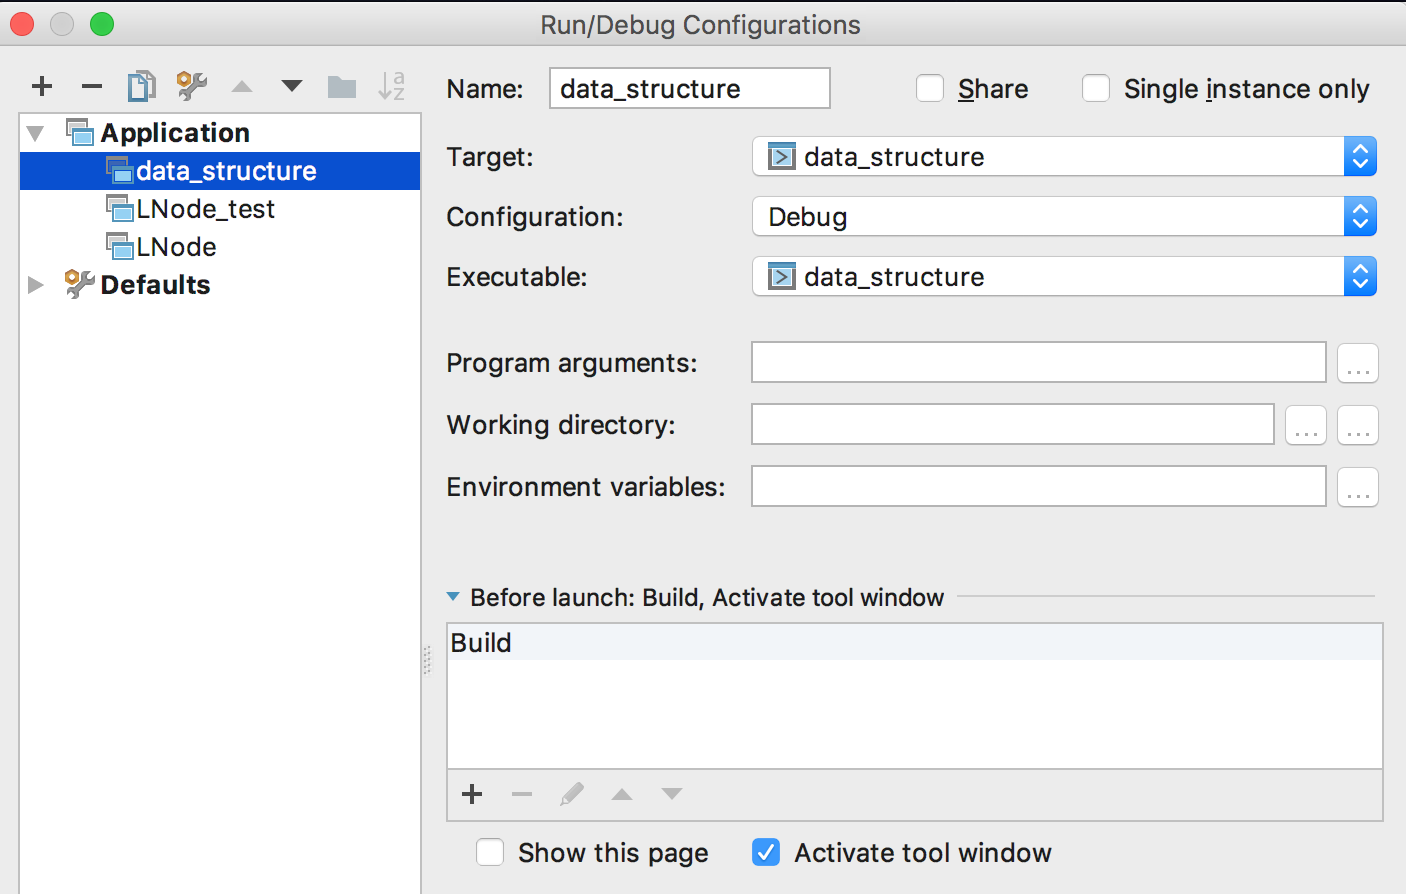 Run/Debug Configurations
Name: data_structure Share Single instance only
Application
data_structure
LNode_test
LNode
Defaults
Target: data_structure
Configuration: Debug
Executable: data_structure
Program arguments: ...
Working directory: ... ...
Environment variables: ...
Before launch: Build, Activate tool window
Build
Show this page Activate tool window